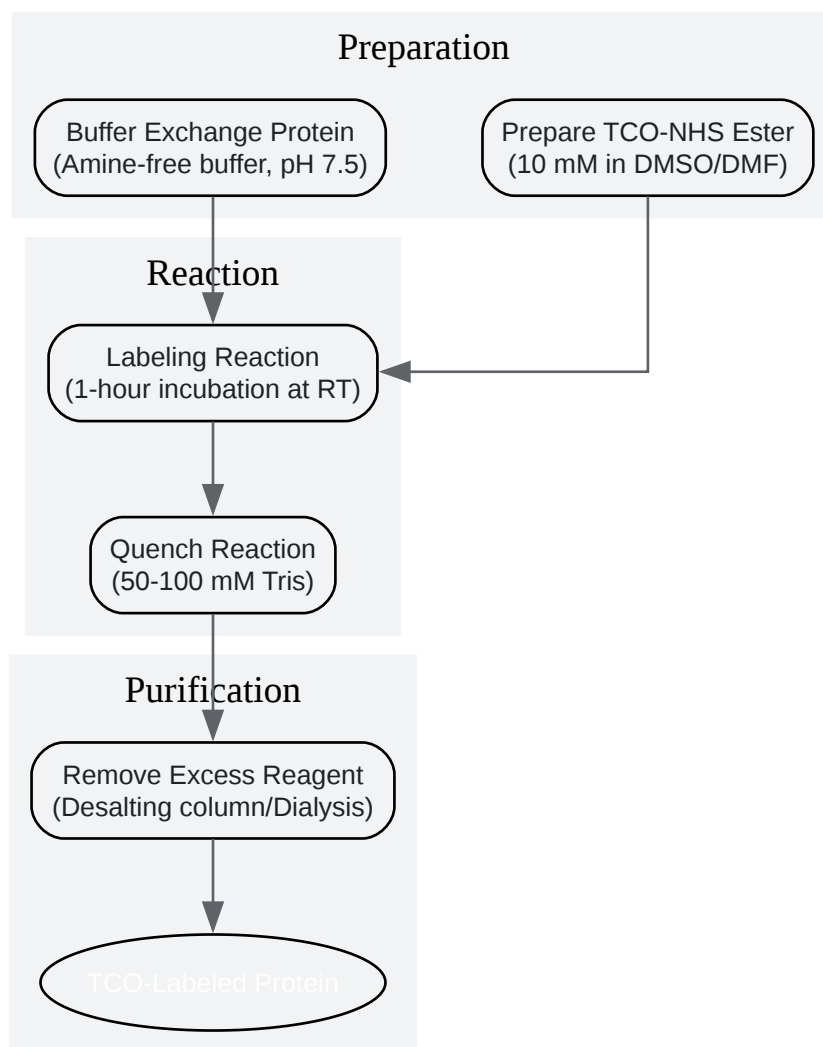 Preparation
Buffer Exchange Protein
(Amine-free buffer, pH 7.5)
Prepare TCO-NHS Ester
(10 mM in DMSO/DMF)
Reaction
Labeling Reaction
(1-hour incubation at RT)
Quench Reaction
(50-100 mM Tris)
Purification
Remove Excess Reagent
(Desalting column/Dialysis)
TCO-Labeled Protein